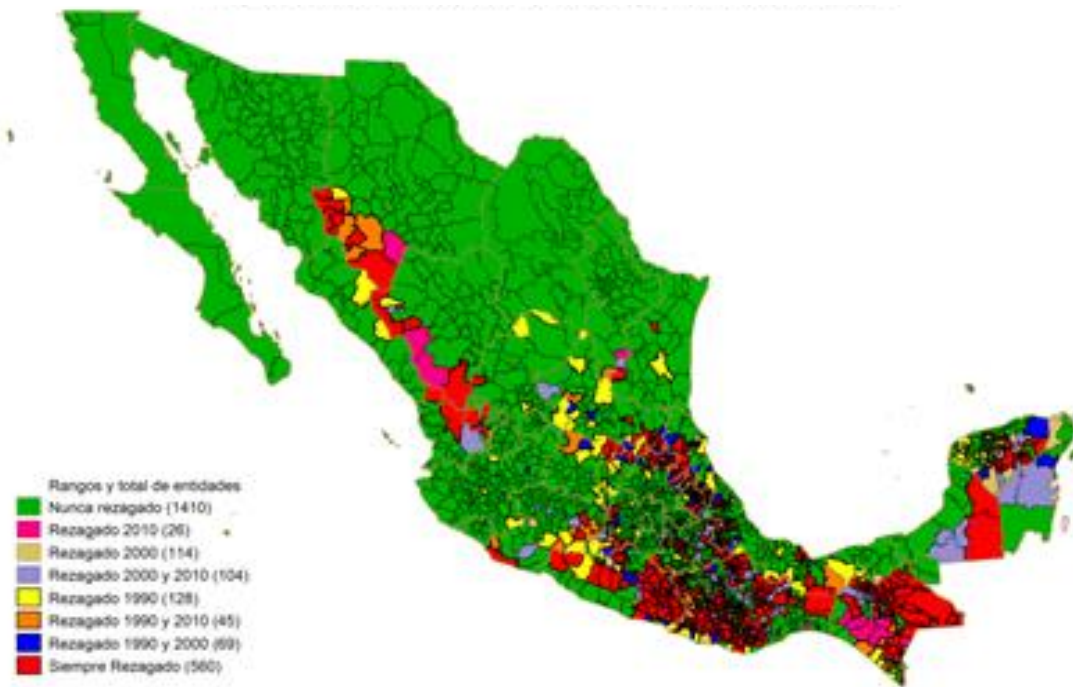 Rangos y total de entidades
Nunca rezagado (1410)
Rezagado 2010 (26)
Rezagado 2000 (114)
Rezagado 2000 y 2010 (104)
Rezagado 1990 (128)
Rezagado 1990 y 2010 (45)
Rezagado 1990 y 2000 (69)
Siempre Rezagado (560)